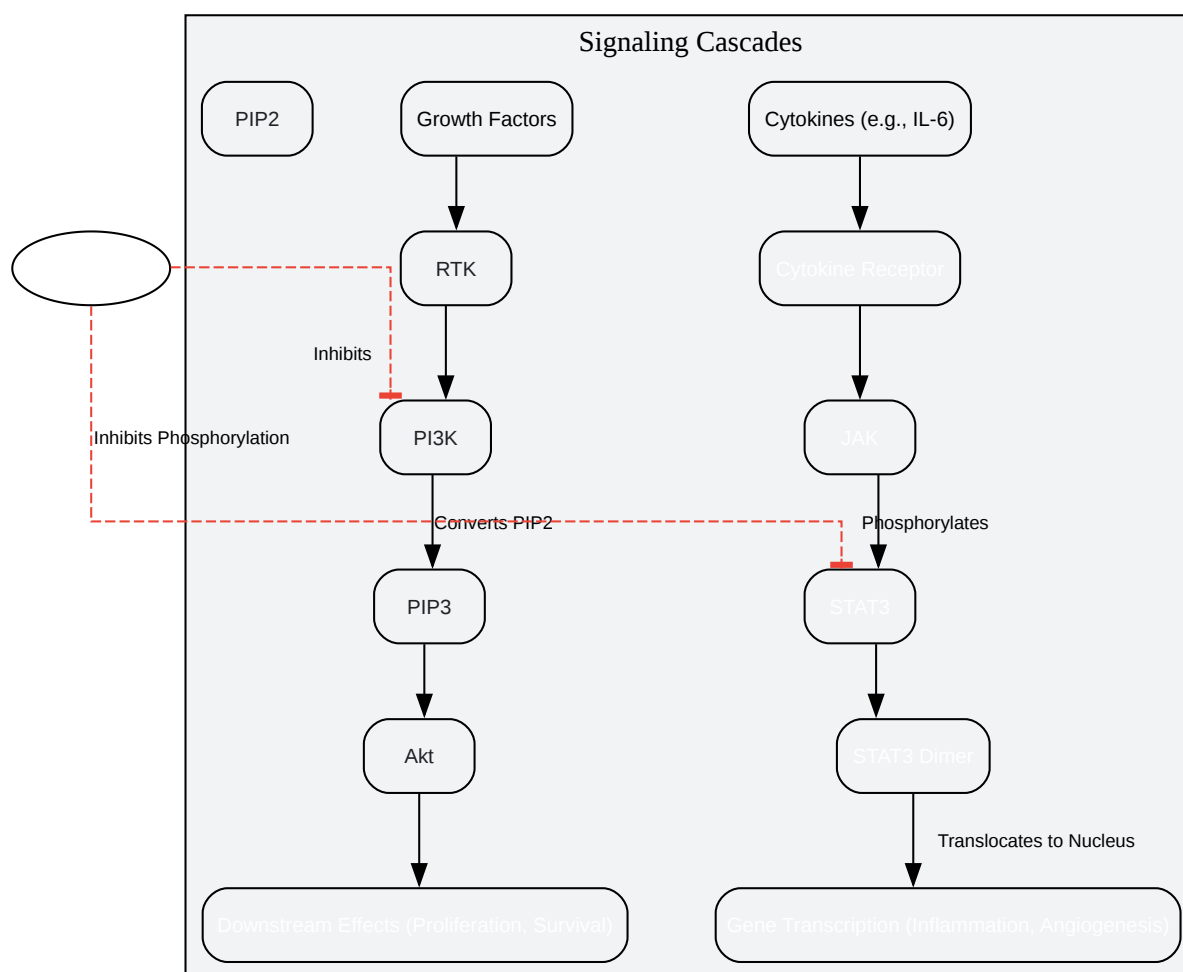 Signaling Cascades
PIP2
Growth Factors
Cytokines (e.g., IL-6)
RTK
Cytokine Receptor
Inhibits
PI3K
JAK
Inhibits Phosphorylation
Converts PIP2
Phosphorylates
PIP3
STAT3
Akt
STAT3 Dimer
Translocates to Nucleus
Downstream Effects (Proliferation, Survival)
Gene Transcription (Inflammation, Angiogenesis)